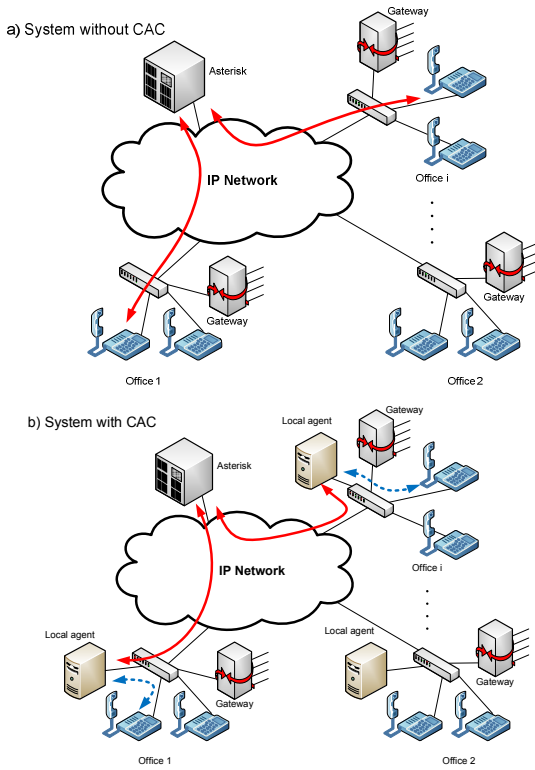 a) System without CAC
Gateway
Asterisk
IP Network
Office i
Gateway
Gateway
Office 1
Office 2
b) System with CAC
Local agent
Gateway
Asterisk
IP Network
Office i
Local agent
Local agent
Gateway
Gateway
Office 1
Office 2